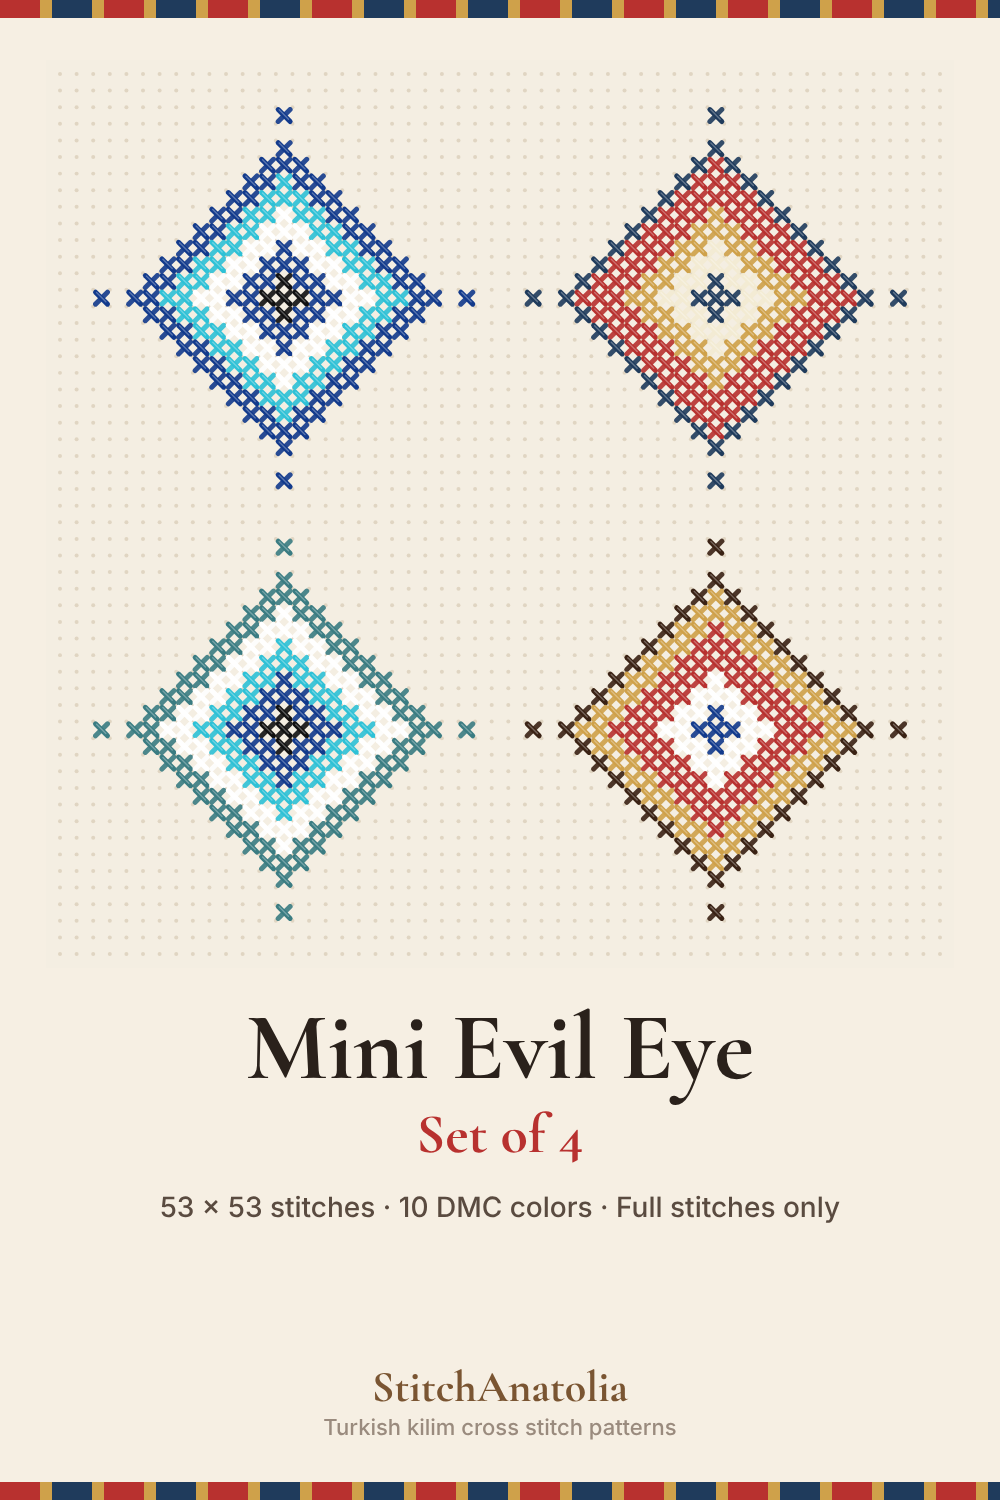 Mini Evil Eye
Set of 4
53 × 53 stitches · 10 DMC colors · Full stitches only
StitchAnatolia
Turkish kilim cross stitch patterns